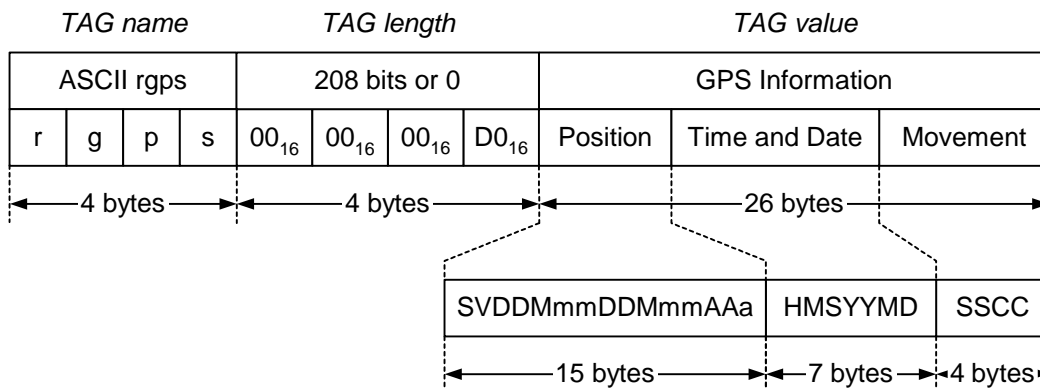 TAG name TAG length TAG value
ASCII rgps 208 bits or 0 GPS Information
r g p s 00₁₆ 00₁₆ 00₁₆ D0₁₆ Position Time and Date Movement
4 bytes 4 bytes 26 bytes
SVDDMmmDDMmmAAa HMSYYMD SSCC
15 bytes 7 bytes 4 bytes